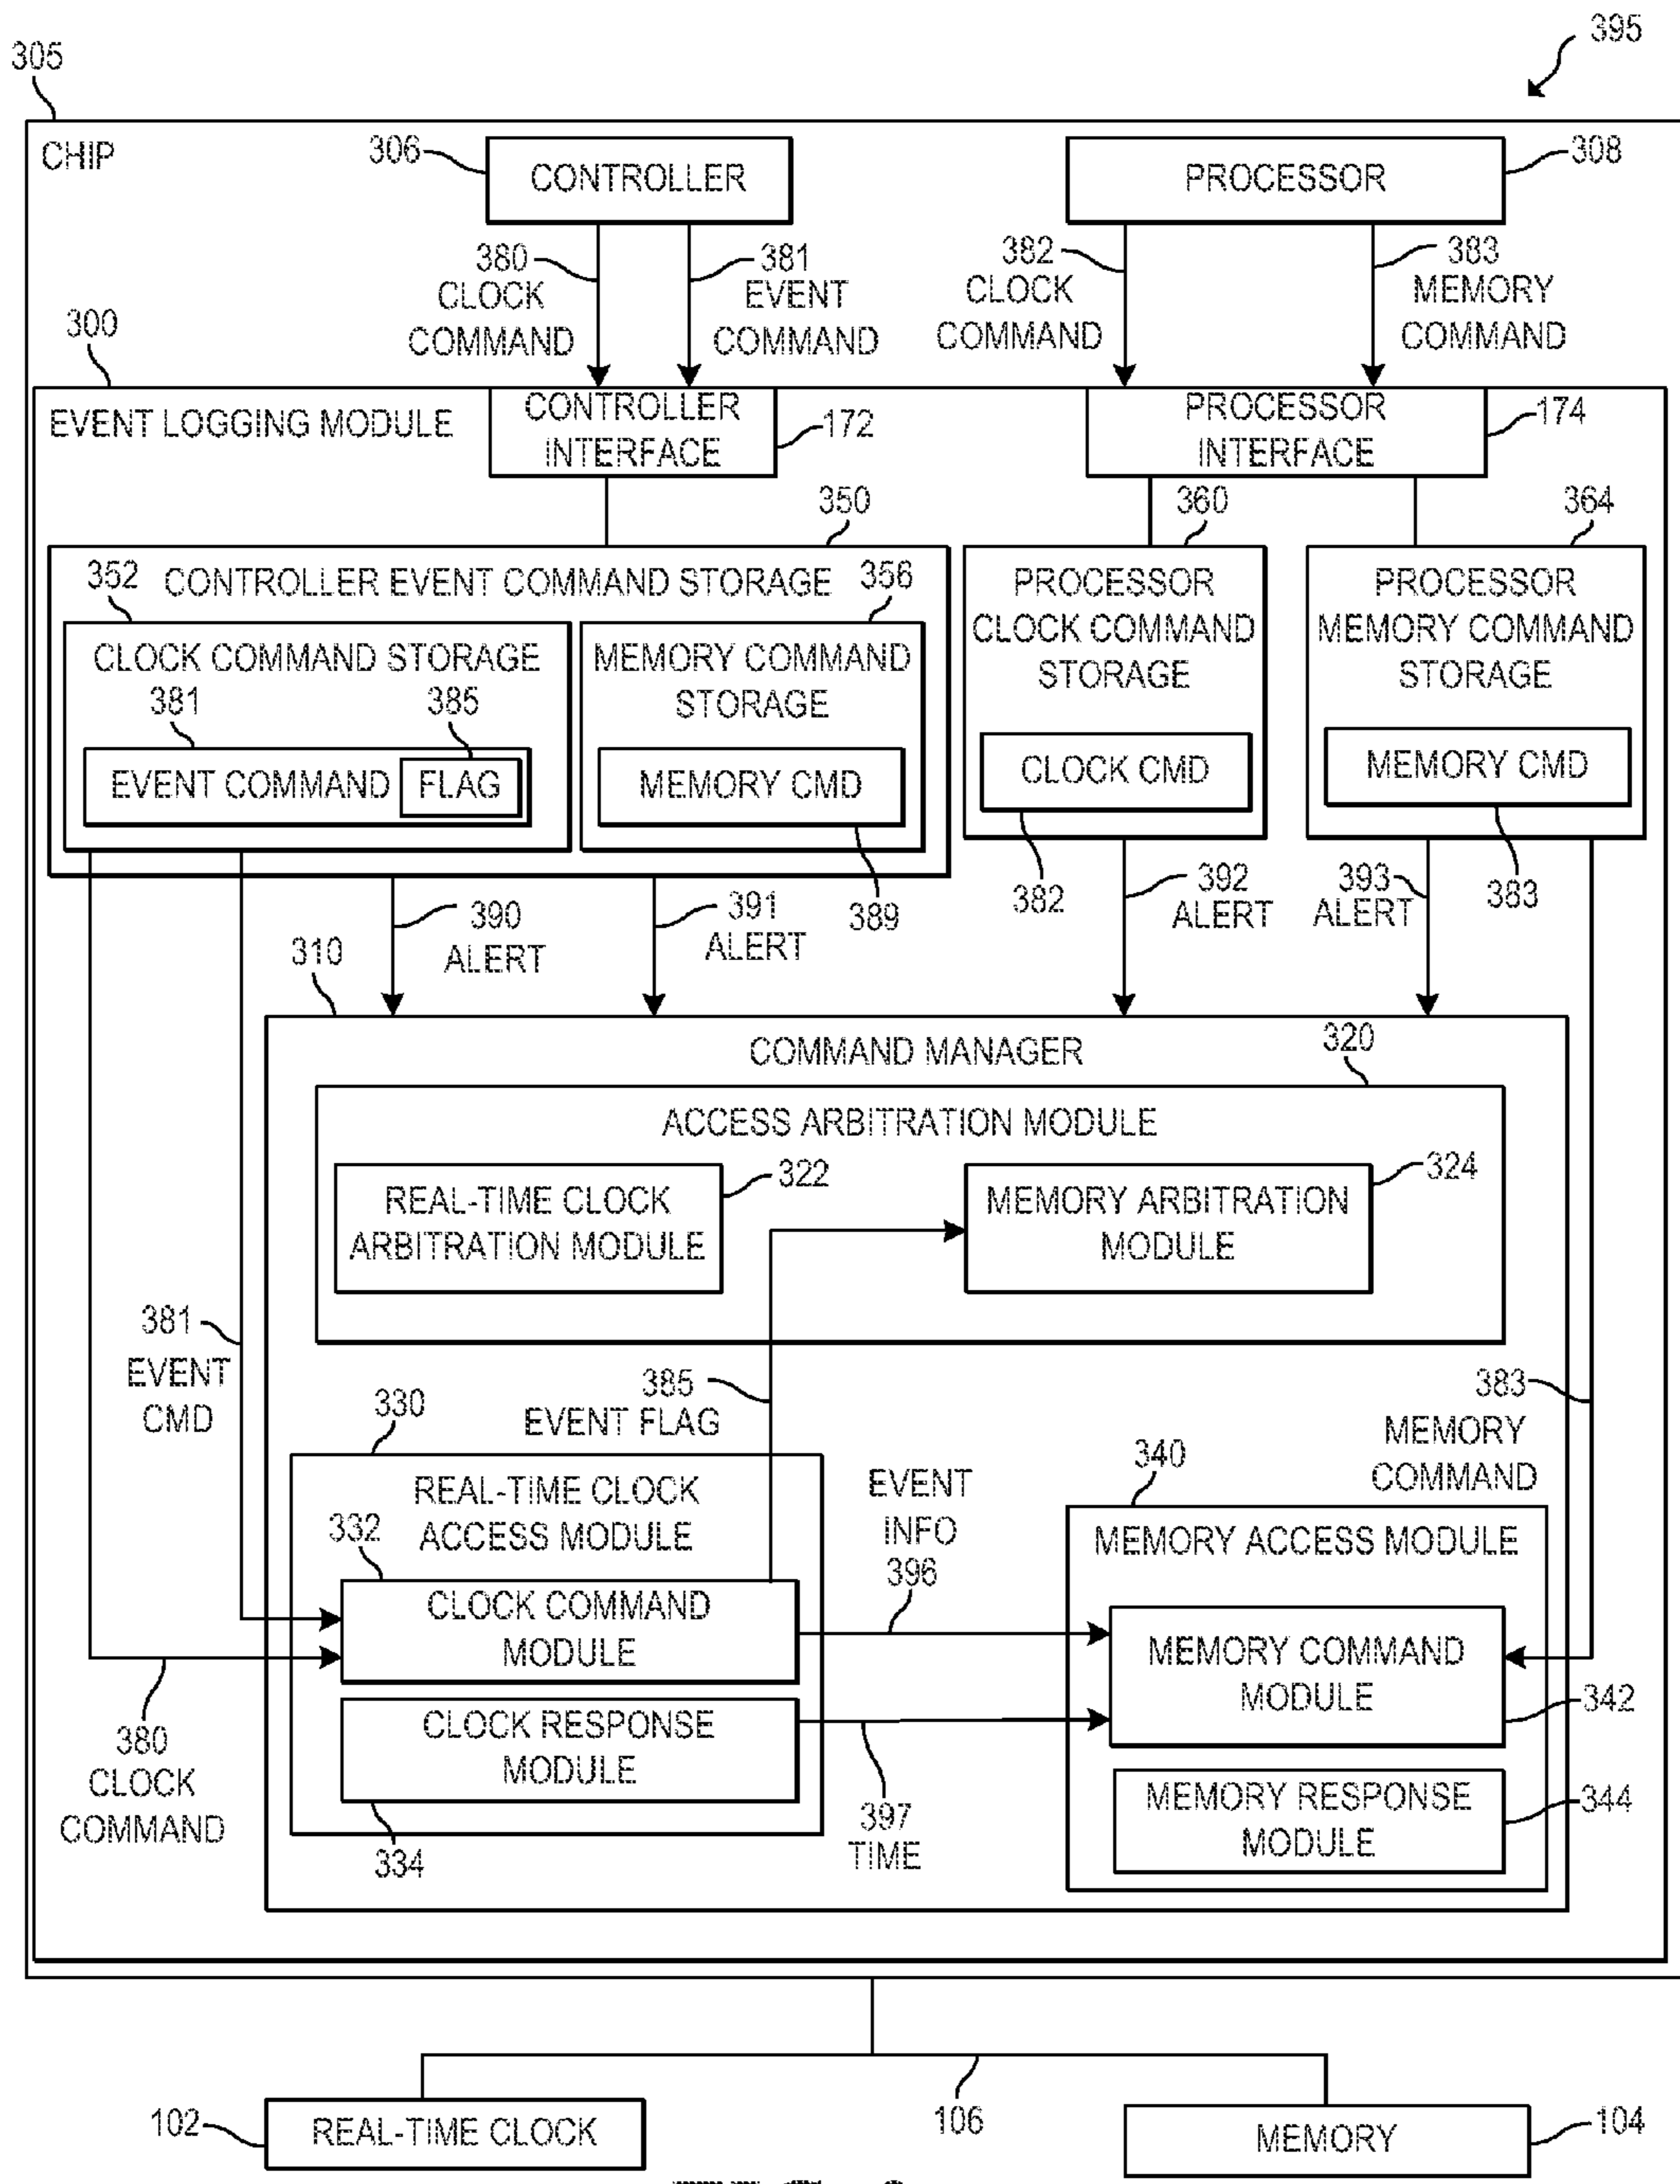 395
305
CHIP
306
CONTROLLER
PROCESSOR
308
380
CLOCK
COMMAND
381
EVENT
COMMAND
382
CLOCK
COMMAND
383
MEMORY
COMMAND
300
EVENT LOGGING MODULE
CONTROLLER
INTERFACE
172
PROCESSOR
INTERFACE
174
350
360
364
352
CONTROLLER EVENT COMMAND STORAGE
356
CLOCK COMMAND STORAGE
381
385
EVENT COMMAND
FLAG
MEMORY COMMAND
STORAGE
MEMORY CMD
389
PROCESSOR
CLOCK COMMAND
STORAGE
CLOCK CMD
382
PROCESSOR
MEMORY COMMAND
STORAGE
MEMORY CMD
383
390
ALERT
391
ALERT
392
ALERT
393
ALERT
310
COMMAND MANAGER
320
ACCESS ARBITRATION MODULE
REAL-TIME CLOCK
ARBITRATION MODULE
322
MEMORY ARBITRATION
MODULE
324
381
EVENT
CMD
385
EVENT FLAG
383
MEMORY
COMMAND
330
REAL-TIME CLOCK
ACCESS MODULE
332
CLOCK COMMAND
MODULE
CLOCK RESPONSE
MODULE
334
EVENT
INFO
396
397
TIME
340
MEMORY ACCESS MODULE
MEMORY COMMAND
MODULE
342
MEMORY RESPONSE
MODULE
344
380
CLOCK
COMMAND
102
REAL-TIME CLOCK
106
MEMORY
104